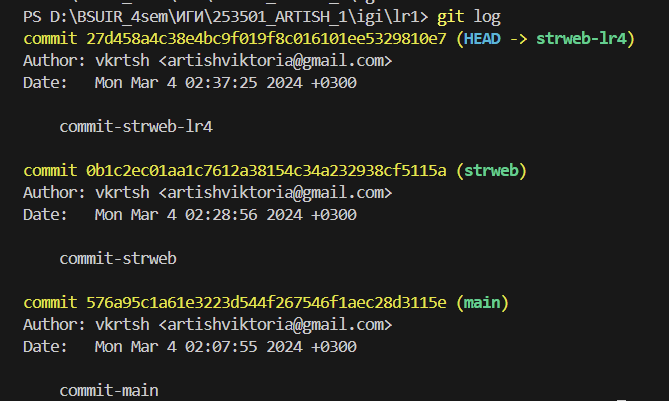 PS D:\BSUIR_4sem\ИГИ\253501_ARTISH_1\igi\lr1> git log
commit 27d458a4c38e4bc9f019f8c016101ee5329810e7 (HEAD -> strweb-lr4)
Author: vkrtsh <artishviktoria@gmail.com>
Date:   Mon Mar 4 02:37:25 2024 +0300
commit-strweb-lr4
commit 0b1c2ec01aa1c7612a38154c34a232938cf5115a (strweb)
Author: vkrtsh <artishviktoria@gmail.com>
Date:   Mon Mar 4 02:28:56 2024 +0300
commit-strweb
commit 576a95c1a61e3223d544f267546f1aec28d3115e (main)
Author: vkrtsh <artishviktoria@gmail.com>
Date:   Mon Mar 4 02:07:55 2024 +0300
commit-main